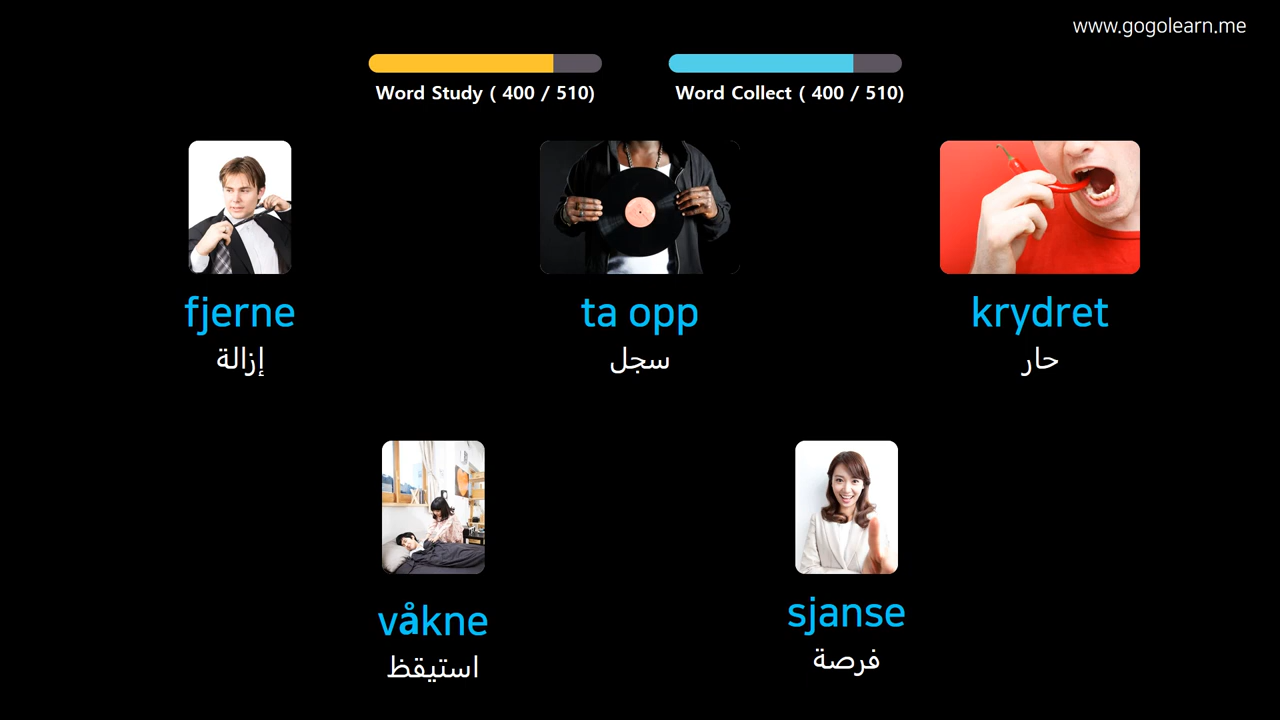 www.gogolearn.me
Word Study ( 400 / 510)
Word Collect ( 400 / 510)
fjerne
إزالة
ta opp
سجل
krydret
حار
våkne
استيقظ
sjanse
فرصة